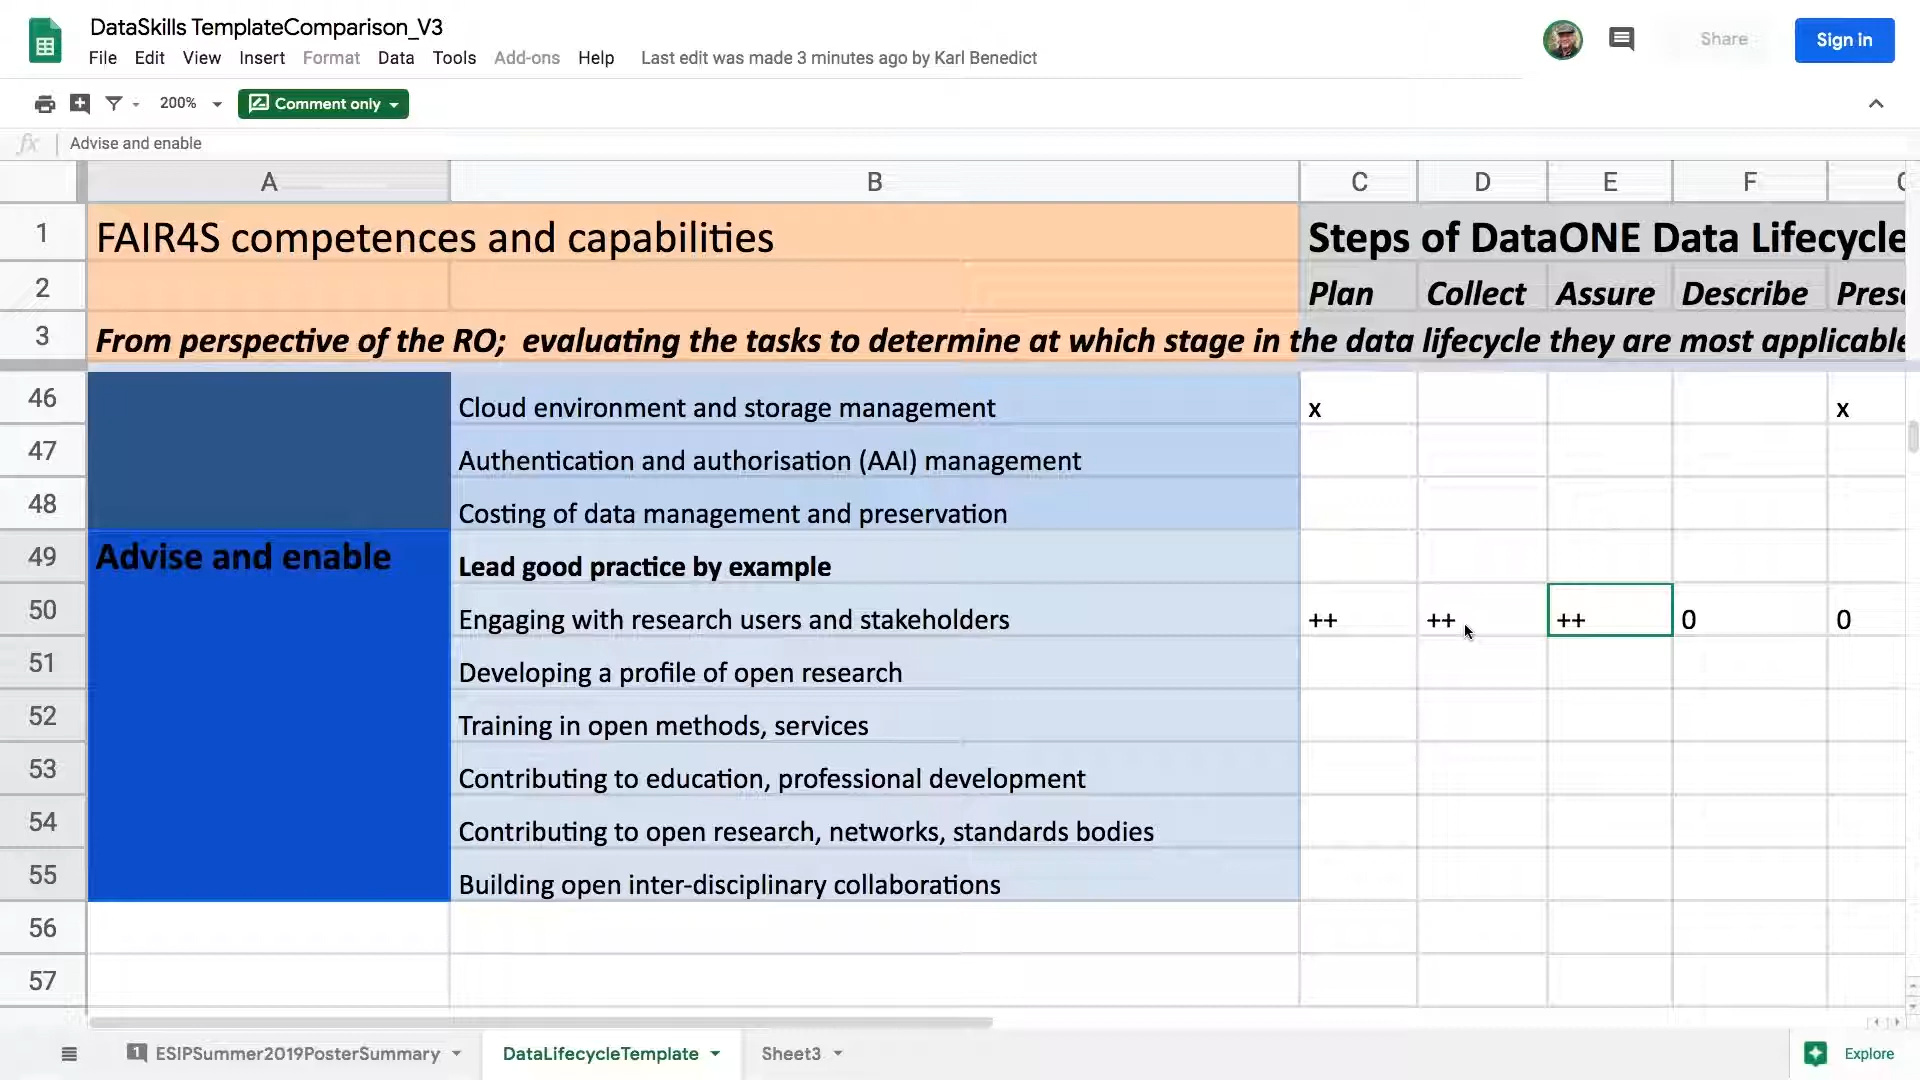 DataSkills TemplateComparison_V3
File Edit View Insert Format Data Tools Add-ons Help Last edit was made 3 minutes ago by Karl Benedict
Share
Sign in
200% Comment only
fx Advise and enable
A B C D E F
1 FAIR4S competences and capabilities Steps of DataONE Data Lifecycle
2 Plan Collect Assure Describe
3 From perspective of the RO; evaluating the tasks to determine at which stage in the data lifecycle they are most applicable
46 Cloud environment and storage management x x
47 Authentication and authorisation (AAI) management
48 Costing of data management and preservation
49 Advise and enable Lead good practice by example
50 Engaging with research users and stakeholders ++ ++ ++ 0 0
51 Developing a profile of open research
52 Training in open methods, services
53 Contributing to education, professional development
54 Contributing to open research, networks, standards bodies
55 Building open inter-disciplinary collaborations
56
57
1 ESIPSummer2019PosterSummary DataLifecycleTemplate Sheet3 Explore